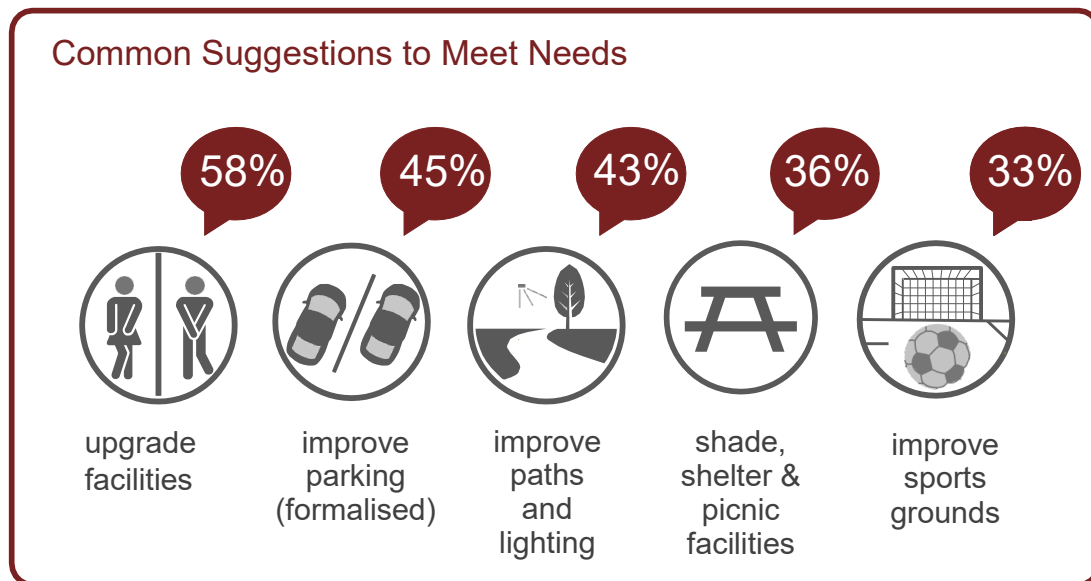 Common Suggestions to Meet Needs
58%
45%
43%
36%
33%
upgrade
facilities
improve
parking
(formalised)
improve
paths
and
lighting
shade,
shelter &
picnic
facilities
improve
sports
grounds